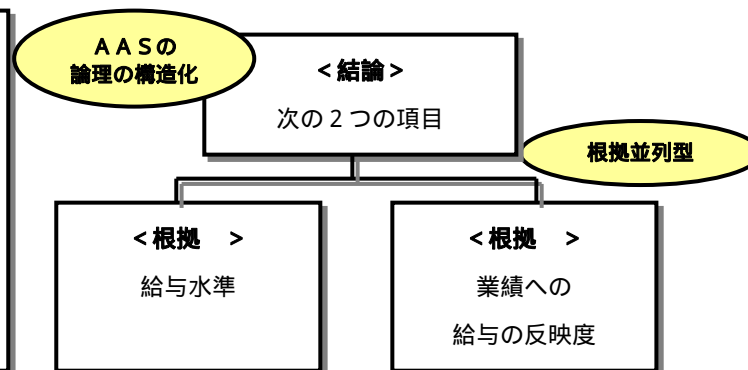 ＡＡＳの
論理の構造化
＜結論＞
次の２つの項目
根拠並列型
＜根拠　＞
給与水準
＜根拠　＞
業績への
給与の反映度